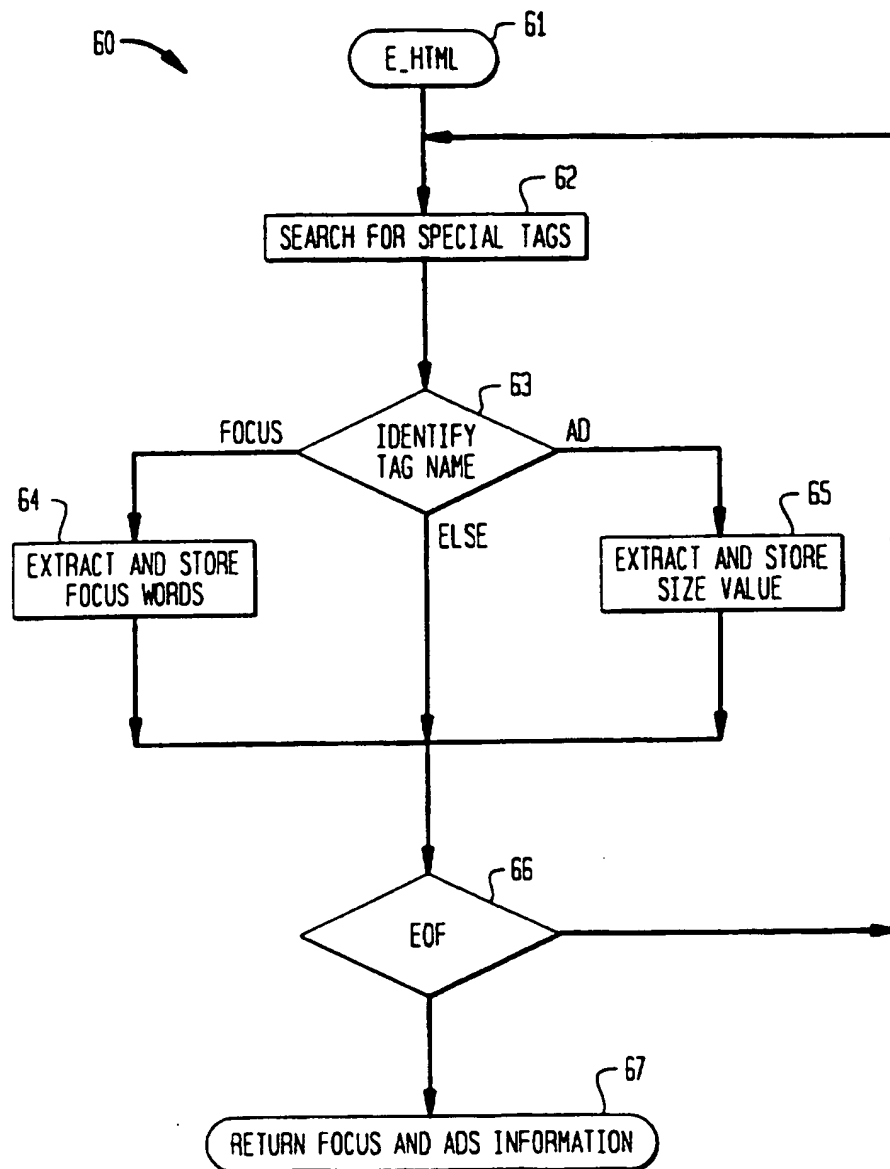 60
61
E_HTML
62
SEARCH FOR SPECIAL TAGS
63
FOCUS
IDENTIFY
TAG NAME
AD
64
ELSE
65
EXTRACT AND STORE
FOCUS WORDS
EXTRACT AND STORE
SIZE VALUE
66
EOF
67
RETURN FOCUS AND ADS INFORMATION